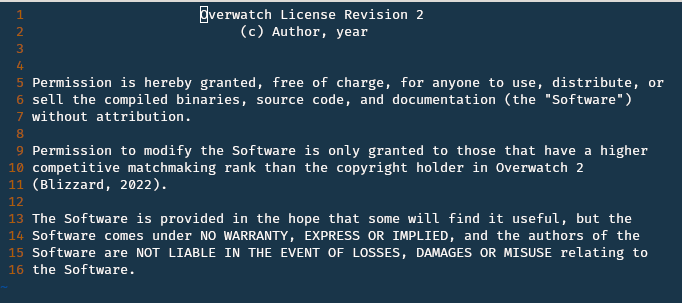 1 Overwatch License Revision 2
2 (c) Author, year
3
4
5 Permission is hereby granted, free of charge, for anyone to use, distribute, or
6 sell the compiled binaries, source code, and documentation (the "Software")
7 without attribution.
8
9 Permission to modify the Software is only granted to those that have a higher
10 competitive matchmaking rank than the copyright holder in Overwatch 2
11 (Blizzard, 2022).
12
13 The Software is provided in the hope that some will find it useful, but the
14 Software comes under NO WARRANTY, EXPRESS OR IMPLIED, and the authors of the
15 Software are NOT LIABLE IN THE EVENT OF LOSSES, DAMAGES OR MISUSE relating to
16 the Software.
~